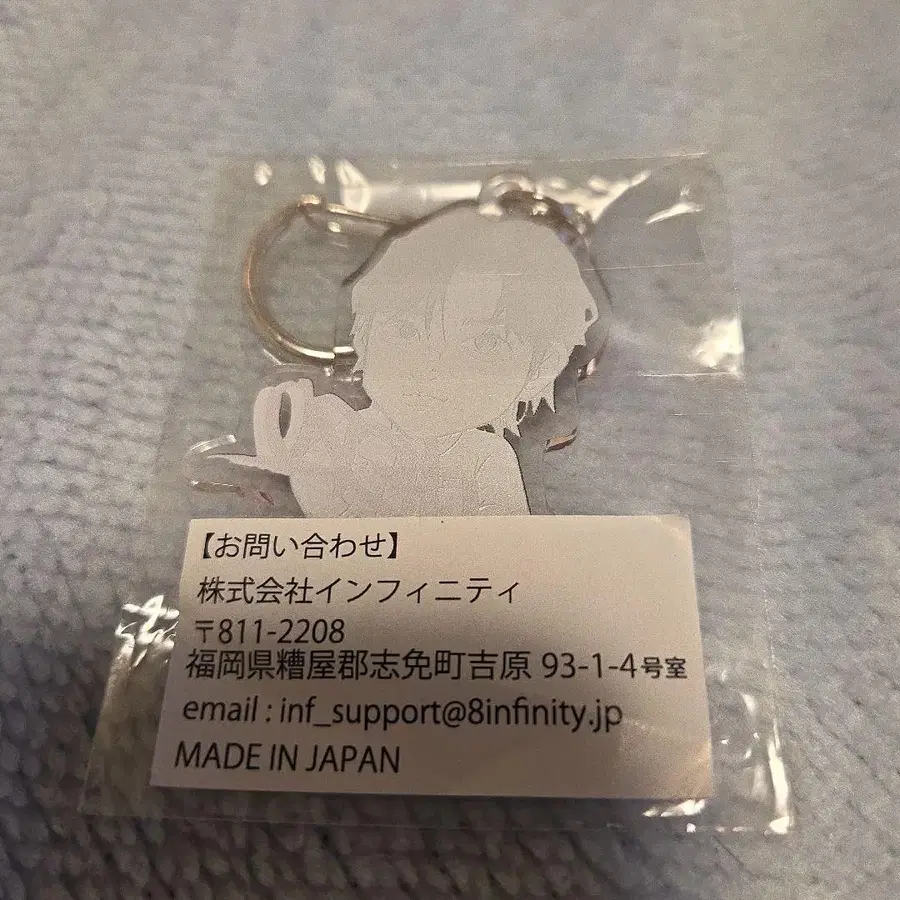 【お問い合わせ】
株式会社インフィニティ
〒811-2208
福岡県糟屋郡志免町吉原 93-1-4号室
email : inf_support@8infinity.jp
MADE IN JAPAN